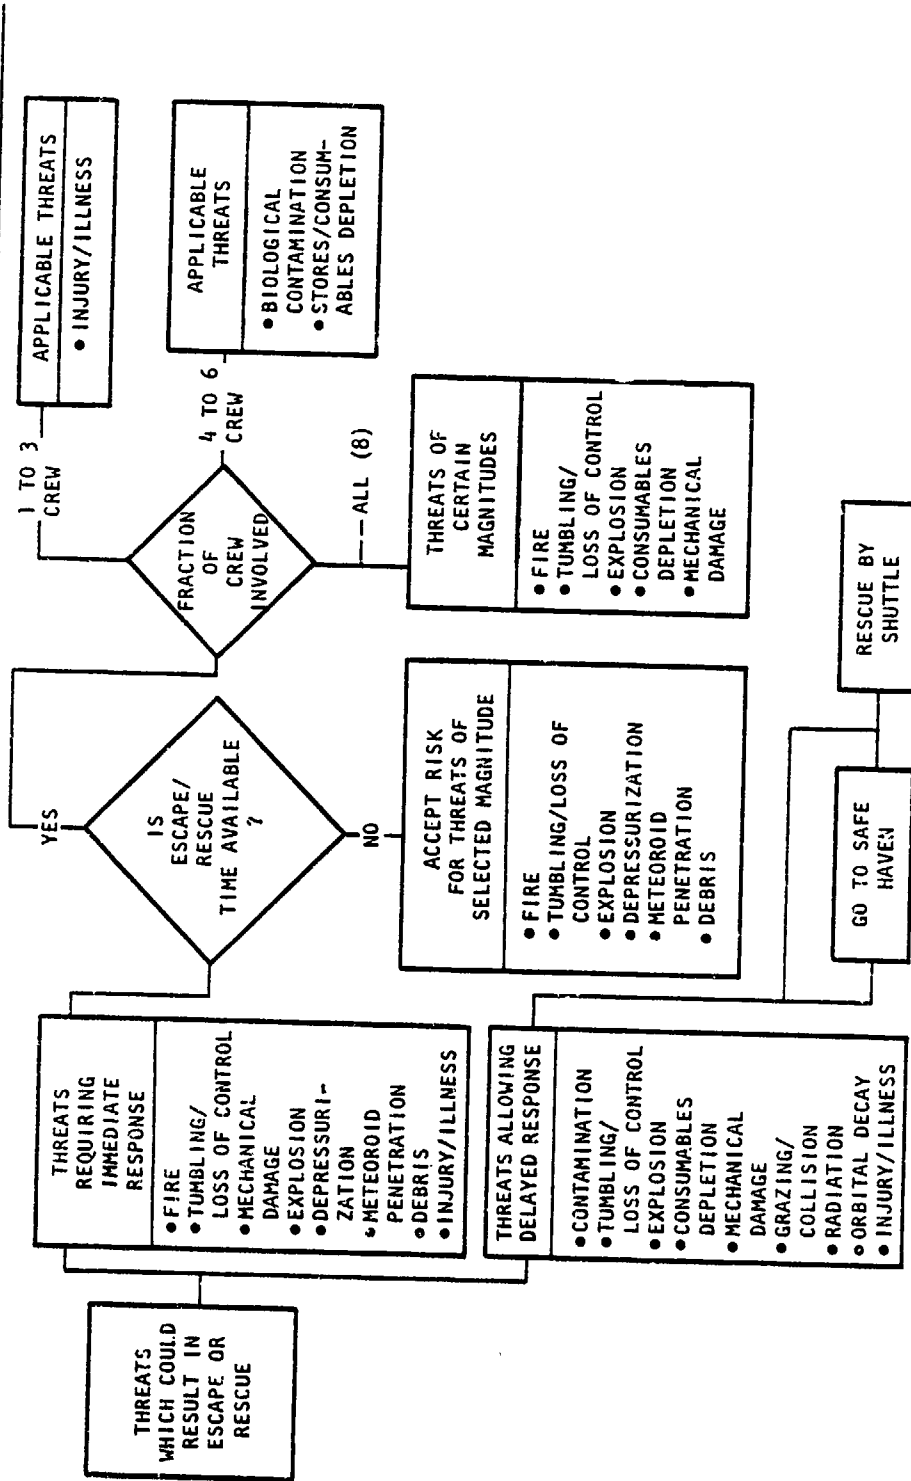 THREATS
WHICH COULD
RESULT IN
ESCAPE OR
RESCUE
THREATS
REQUIRING
IMMEDIATE
RESPONSE
• FIRE
• TUMBLING/
LOSS OF CONTROL
• MECHANICAL
DAMAGE
• EXPLOSION
• DEPRESSURI-
ZATION
• METEOROID
PENETRATION
• DEBRIS
• INJURY/ILLNESS
THREATS ALLOWING
DELAYED RESPONSE
• CONTAMINATION
• TUMBLING/
LOSS OF CONTROL
• EXPLOSION
• CONSUMABLES
DEPLETION
• MECHANICAL
DAMAGE
• GRAZING/
COLLISION
• RADIATION
• ORBITAL DECAY
• INJURY/ILLNESS
IS
ESCAPE/
RESCUE
TIME AVAILABLE
?
YES
NO
ACCEPT RISK
FOR THREATS OF
SELECTED MAGNITUDE
• FIRE
• TUMBLING/LOSS OF
CONTROL
• EXPLOSION
• DEPRESSURIZATION
• METEOROID
PENETRATION
• DEBRIS
GO TO SAFE
HAVEN
RESCUE BY
SHUTTLE
FRACTION
OF
CREW
INVOLVED
1 TO 3
CREW
4 TO 6
CREW
ALL (8)
THREATS OF
CERTAIN
MAGNITUDES
• FIRE
• TUMBLING/
LOSS OF CONTROL
• EXPLOSION
• CONSUMABLES
DEPLETION
• MECHANICAL
DAMAGE
APPLICABLE THREATS
• INJURY/ILLNESS
APPLICABLE
THREATS
• BIOLOGICAL
CONTAMINATION
• STORES/CONSUM-
ABLES DEPLETION